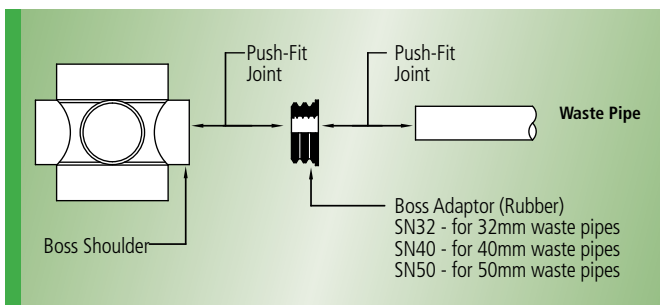 Push-Fit
Joint
Push-Fit
Joint
Waste Pipe
Boss Shoulder
Boss Adaptor (Rubber)
SN32 - for 32mm waste pipes
SN40 - for 40mm waste pipes
SN50 - for 50mm waste pipes